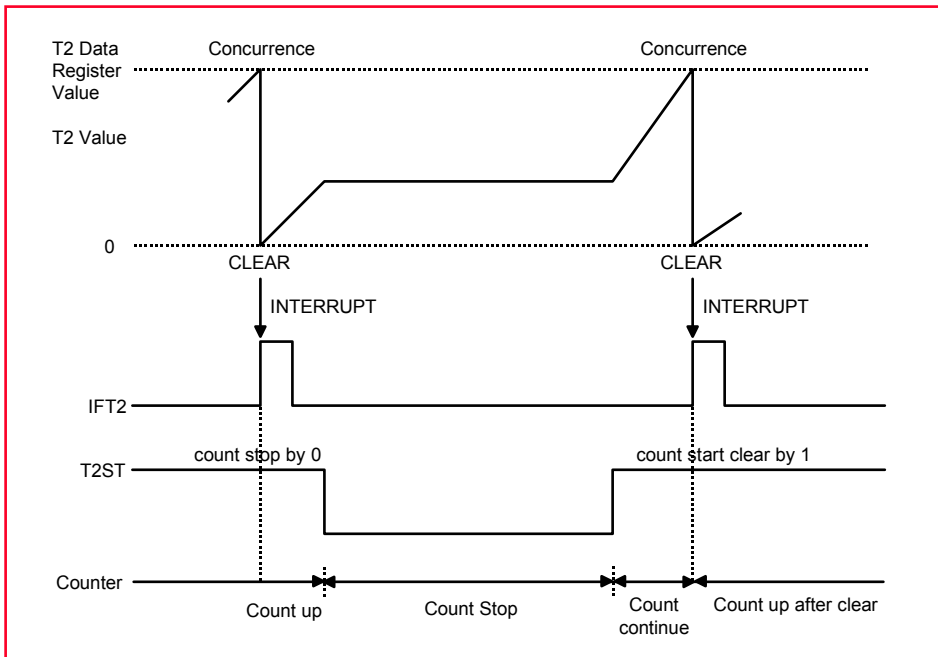 T2 Data
Register
Value
Concurrence
Concurrence
T2 Value
0
CLEAR
CLEAR
INTERRUPT
INTERRUPT
IFT2
count stop by 0
count start clear by 1
T2ST
Counter
Count up
Count Stop
Count
continue
Count up after clear